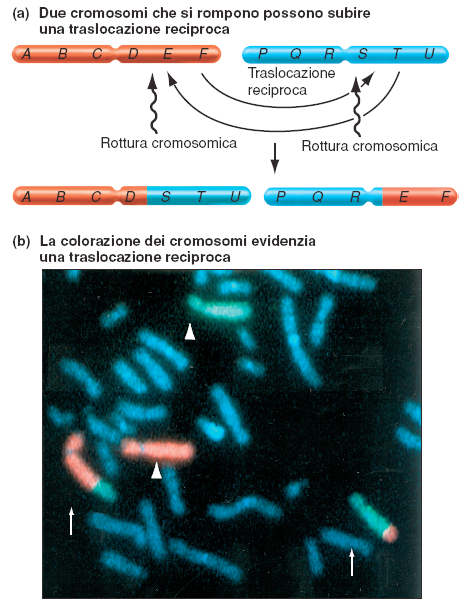 (a) Due cromosomi che si rompono possono subire
una traslocazione reciproca
A B C D E F P Q R S T U
Traslocazione
reciproca
Rottura cromosomica Rottura cromosomica
A B C D S T U P Q R E F
(b) La colorazione dei cromosomi evidenzia
una traslocazione reciproca